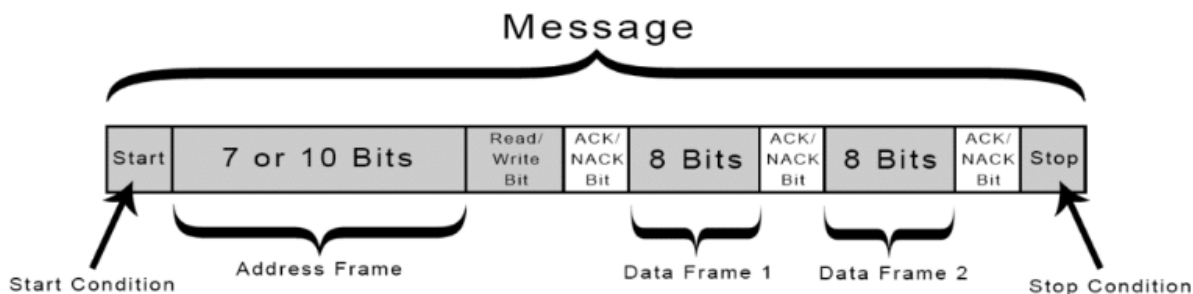 Message
Start
7 or 10 Bits
Read/
Write
Bit
ACK/
NACK
Bit
8 Bits
ACK/
NACK
Bit
8 Bits
ACK/
NACK
Bit
Stop
Start Condition
Address Frame
Data Frame 1
Data Frame 2
Stop Condition